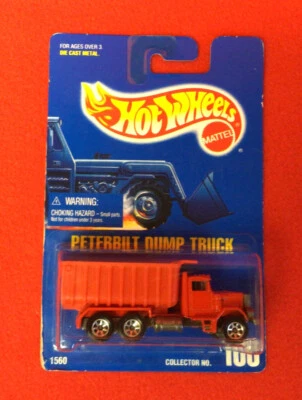 FOR AGES OVER 3
DIE CAST METAL
Hot Wheels
MATTEL
WARNING:
CHOKING HAZARD - Small parts.
Not for children under 3 years.
PETERBILT DUMP TRUCK
1560
COLLECTOR NO.
100